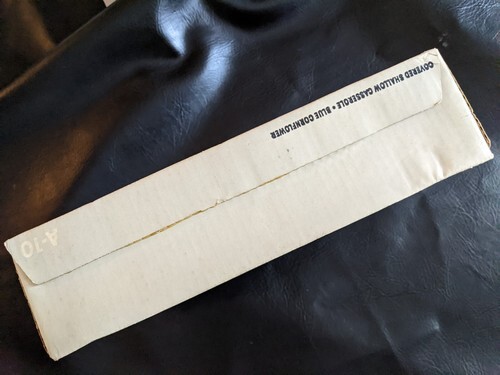 COVERED SHALLOW CASSEROLE • BLUE CORNFLOWER
A-10